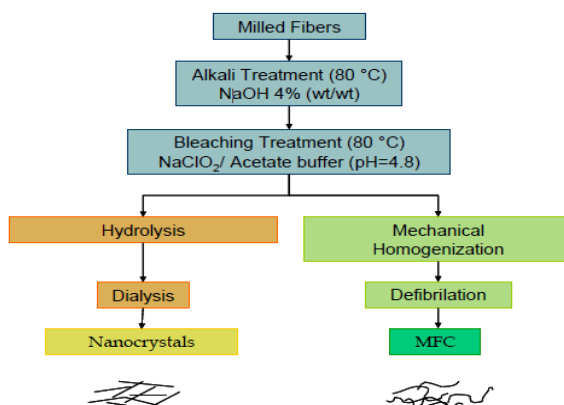 Milled Fibers
Alkali Treatment (80 °C)
NaOH 4% (wt/wt)
Bleaching Treatment (80 °C)
NaClO₂/ Acetate buffer (pH=4.8)
Hydrolysis
Mechanical
Homogenization
Dialysis
Defibrilation
Nanocrystals
MFC